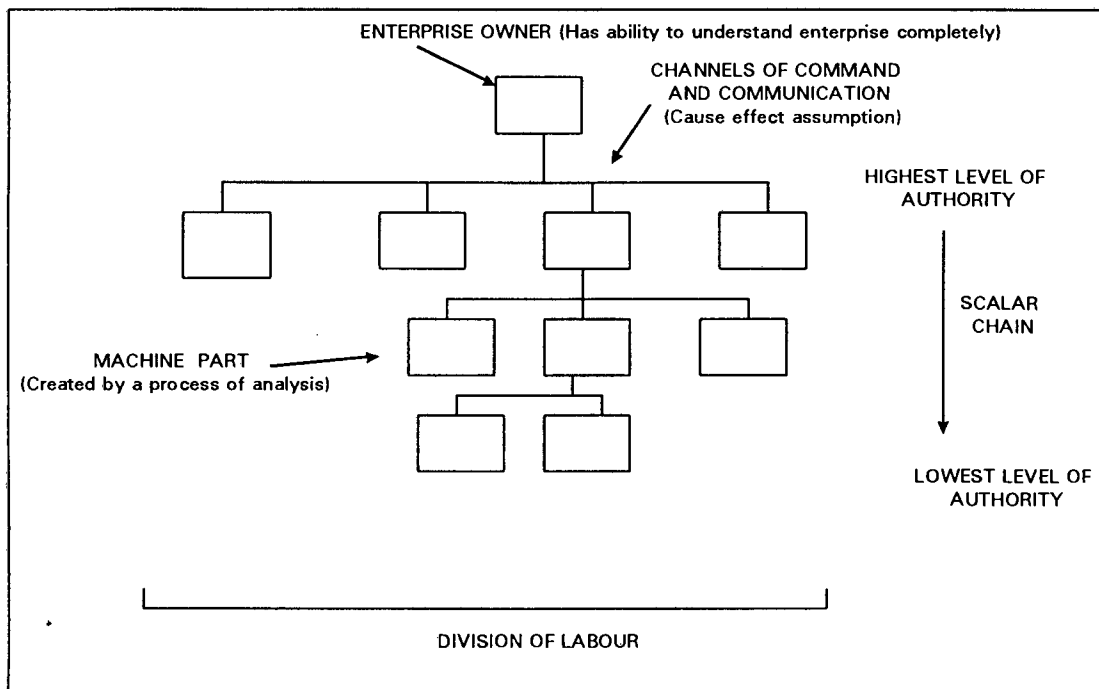 ENTERPRISE OWNER (Has ability to understand enterprise completely)
CHANNELS OF COMMAND
AND COMMUNICATION
(Cause effect assumption)
HIGHEST LEVEL OF
AUTHORITY
SCALAR
CHAIN
MACHINE PART
(Created by a process of analysis)
LOWEST LEVEL OF
AUTHORITY
DIVISION OF LABOUR